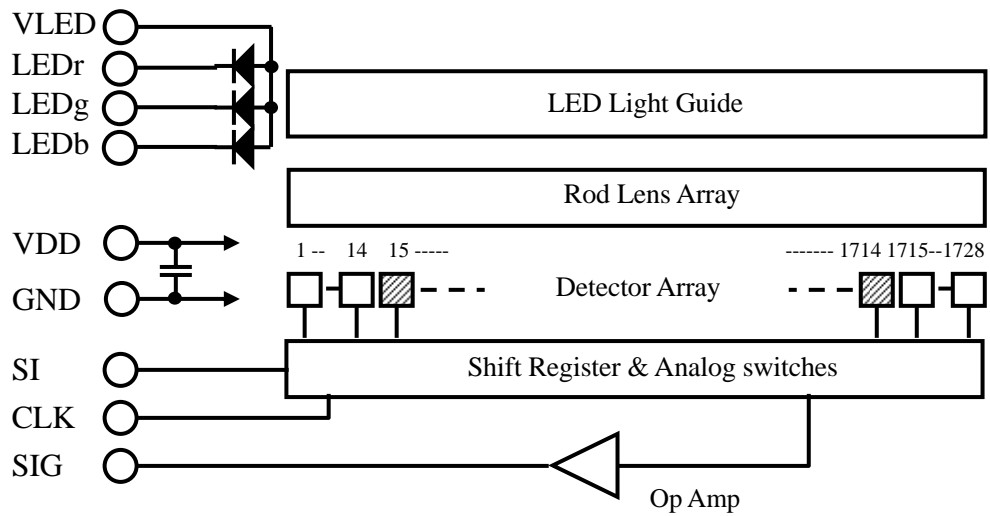 VLED
LEDr
LEDg
LEDb
LED Light Guide
Rod Lens Array
VDD
GND
1 -- 14 15 ----- ------- 1714 1715--1728
Detector Array
SI
Shift Register & Analog switches
CLK
SIG
Op Amp